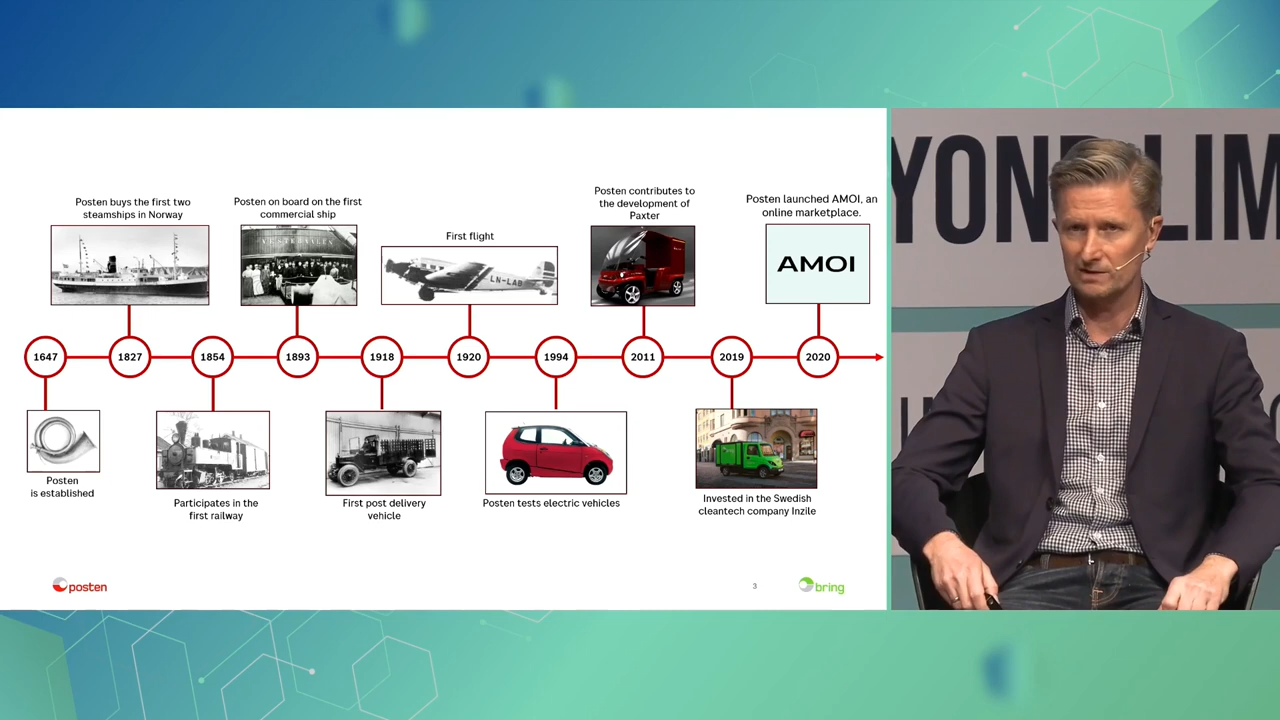 Posten buys the first two
steamships in Norway
Posten on board on the first
commercial ship
First flight
LN-LAB
Posten contributes to
the development of
Paxter
Posten launched AMOI, an
online marketplace.
AMOI
1647
1827
1854
1893
1918
1920
1994
2011
2019
2020
Posten
is established
Participates in the
first railway
First post delivery
vehicle
Posten tests electric vehicles
Invested in the Swedish
cleantech company Inzile
posten
3
bring
YOND LIM